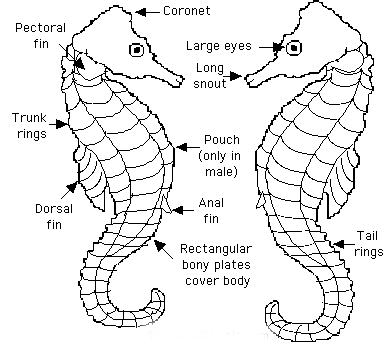 Coronet
Pectoral
fin
Large eyes
Long
snout
Trunk
rings
Pouch
(only in
male)
Dorsal
fin
Anal
fin
Tail
rings
Rectangular
bony plates
cover body